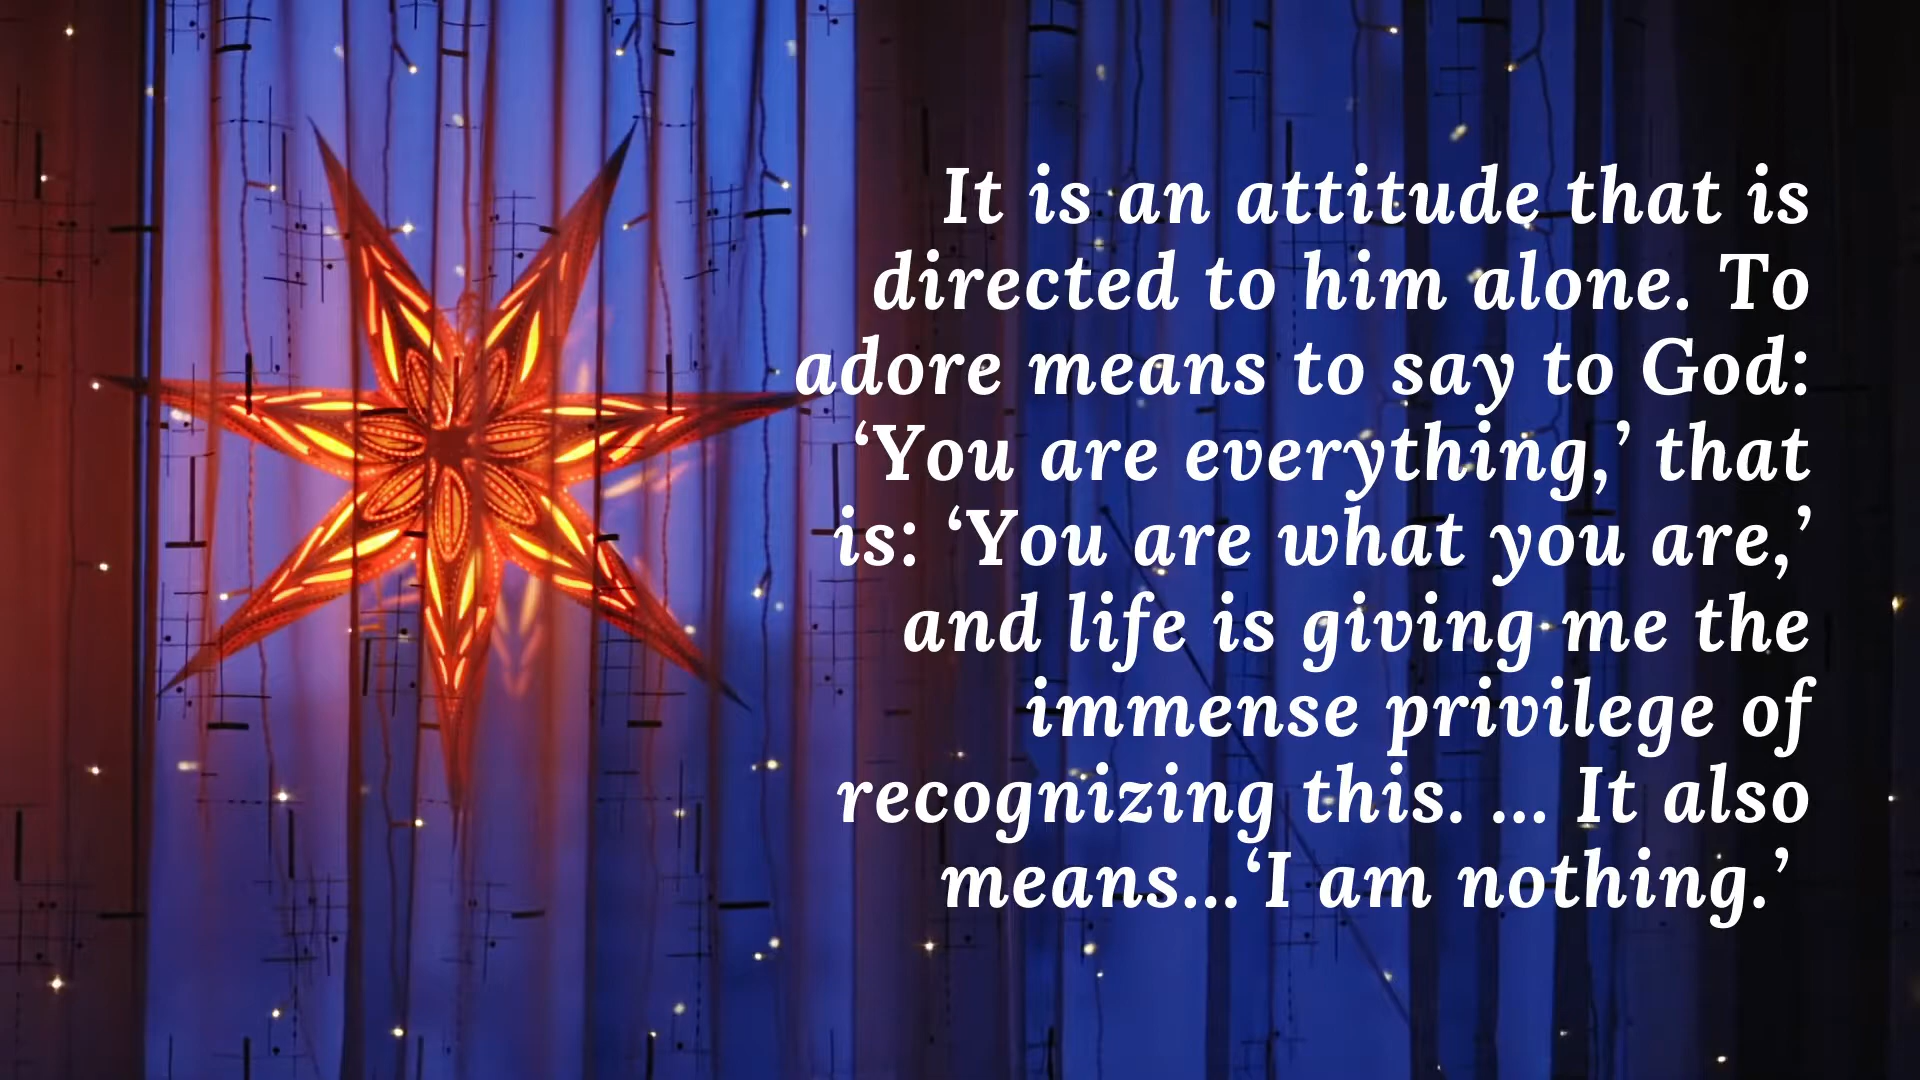 It is an attitude that is
directed to him alone. To
adore means to say to God:
‘You are everything,’ that
is: ‘You are what you are,’
and life is giving me the
immense privilege of
recognizing this. ... It also
means...‘I am nothing.’